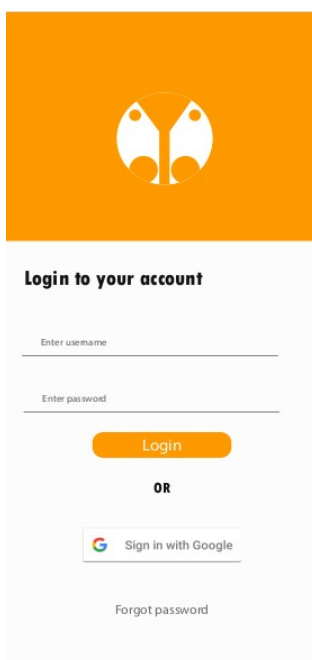 Login to your account
Enter username
Enter password
Login
OR
Sign in with Google
Forgot password